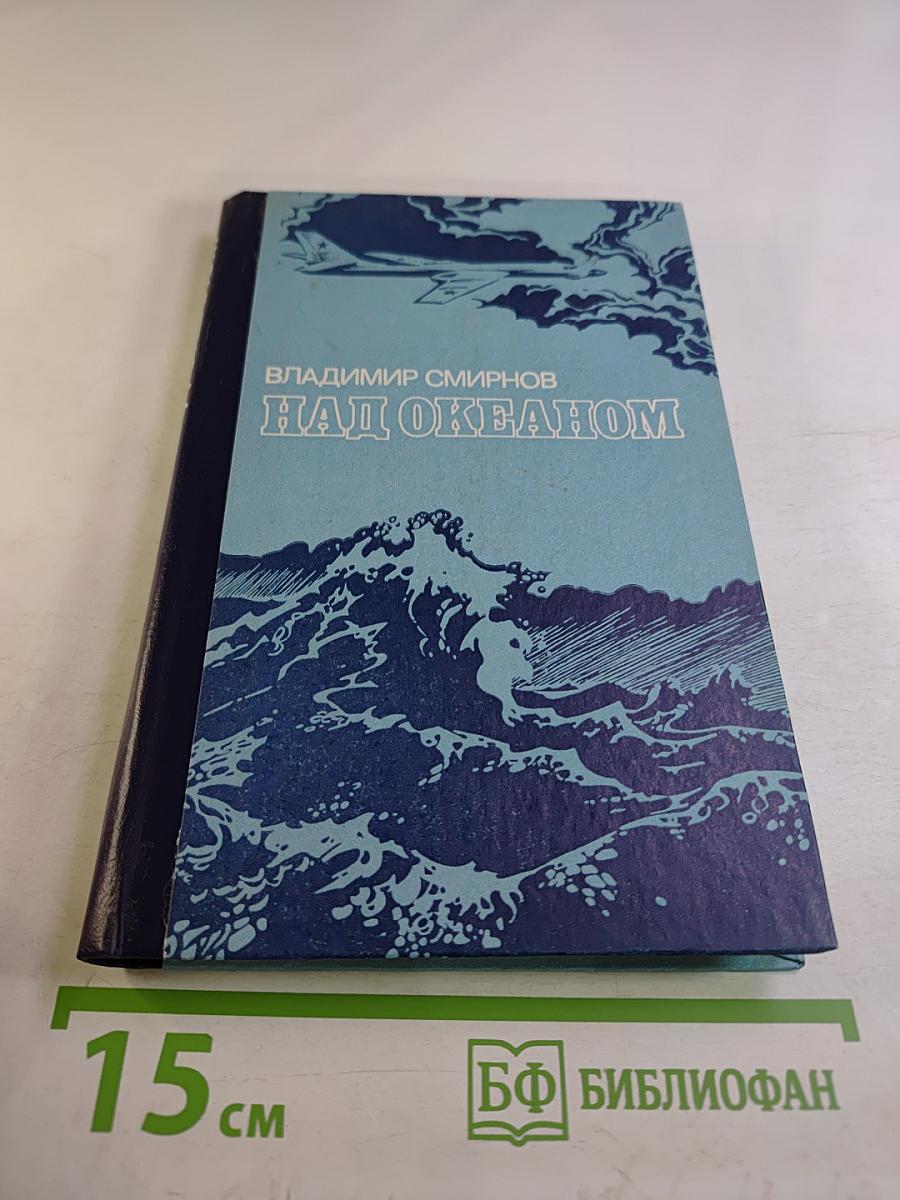 ВЛАДИМИР СМИРНОВ
НАД ОКЕАНОМ
15 см
БФ БИБЛИОФАН